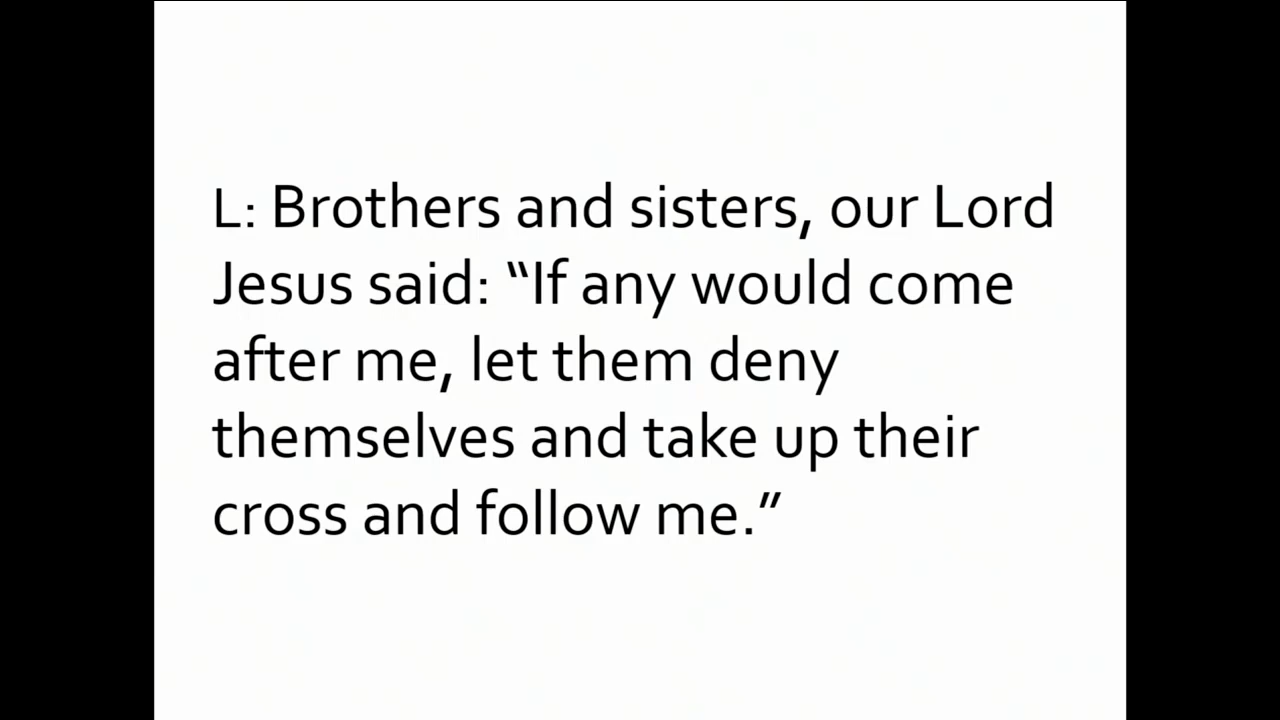 L: Brothers and sisters, our Lord
Jesus said: “If any would come
after me, let them deny
themselves and take up their
cross and follow me.”